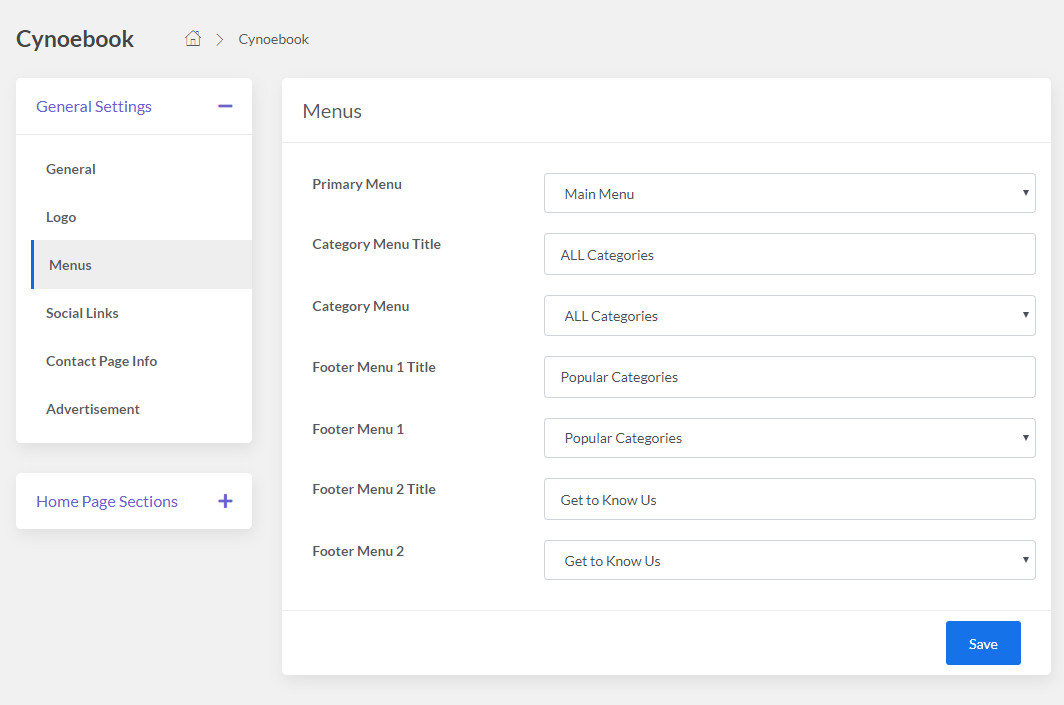 Cynoebook
Cynoebook
General Settings
General
Logo
Menus
Social Links
Contact Page Info
Advertisement
Home Page Sections
Menus
Primary Menu
Main Menu
Category Menu Title
ALL Categories
Category Menu
ALL Categories
Footer Menu 1 Title
Popular Categories
Footer Menu 1
Popular Categories
Footer Menu 2 Title
Get to Know Us
Footer Menu 2
Get to Know Us
Save